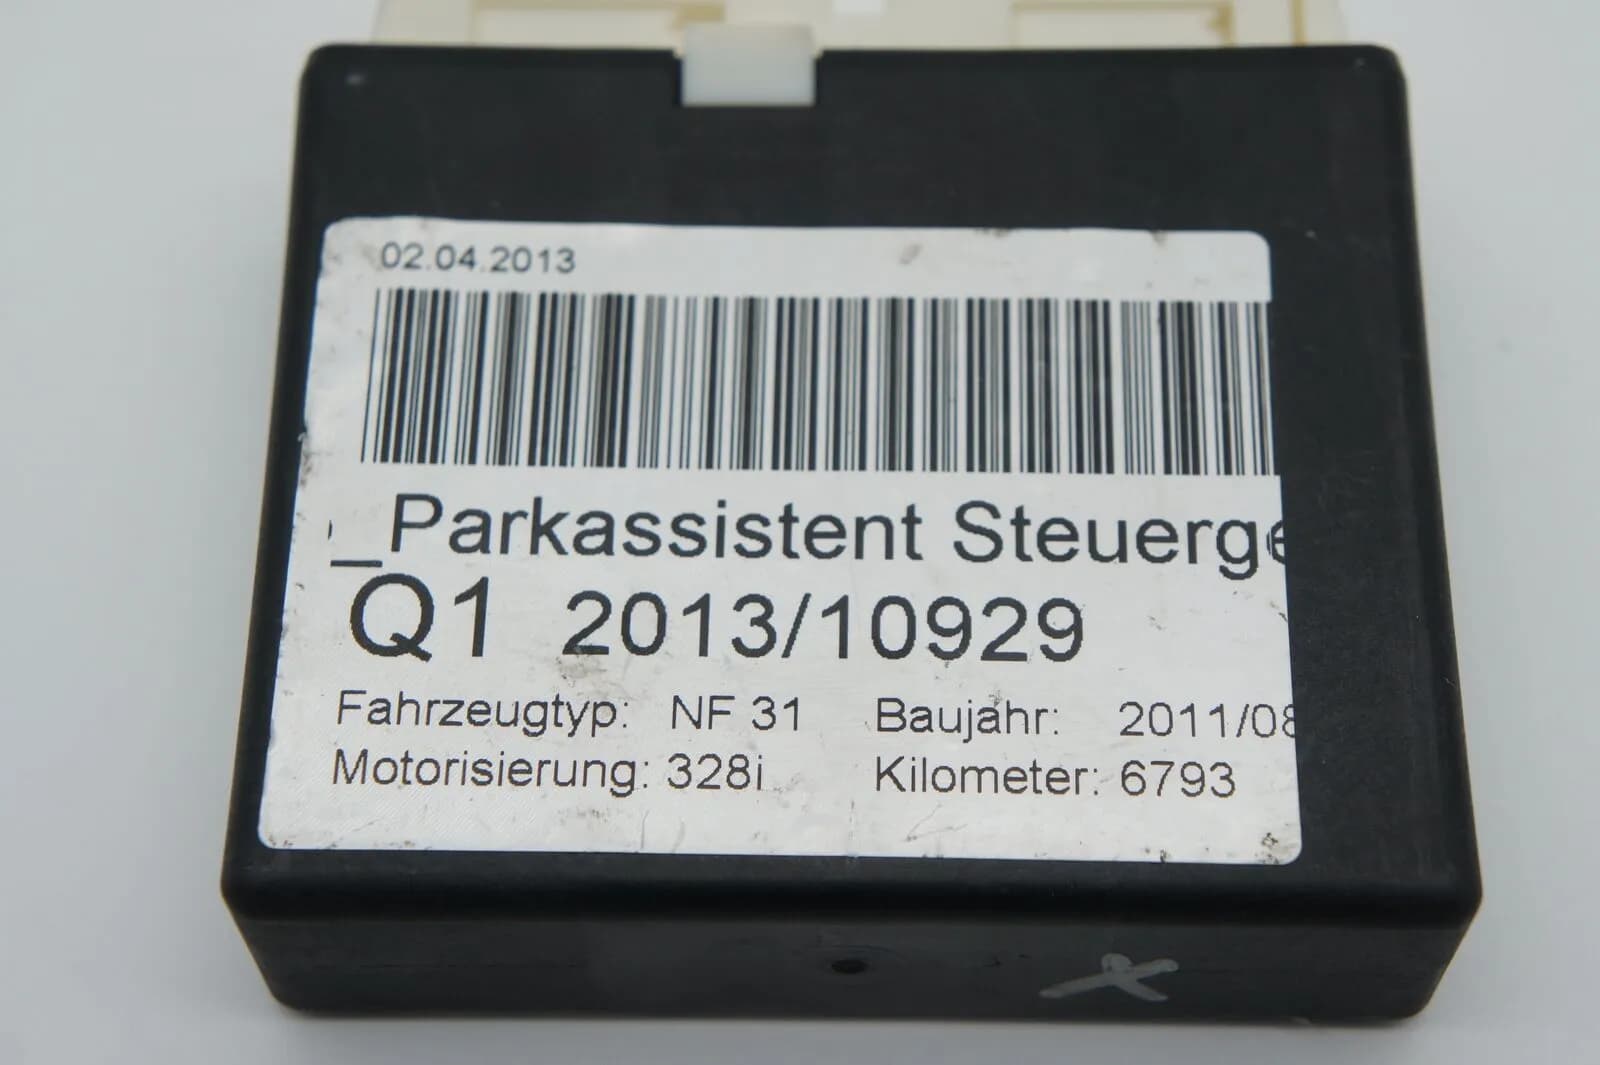 02.04.2013
_Parkassistent Steuerge
Q1 2013/10929
Fahrzeugtyp: NF 31 Baujahr: 2011/08
Motorisierung: 328i Kilometer: 6793
X